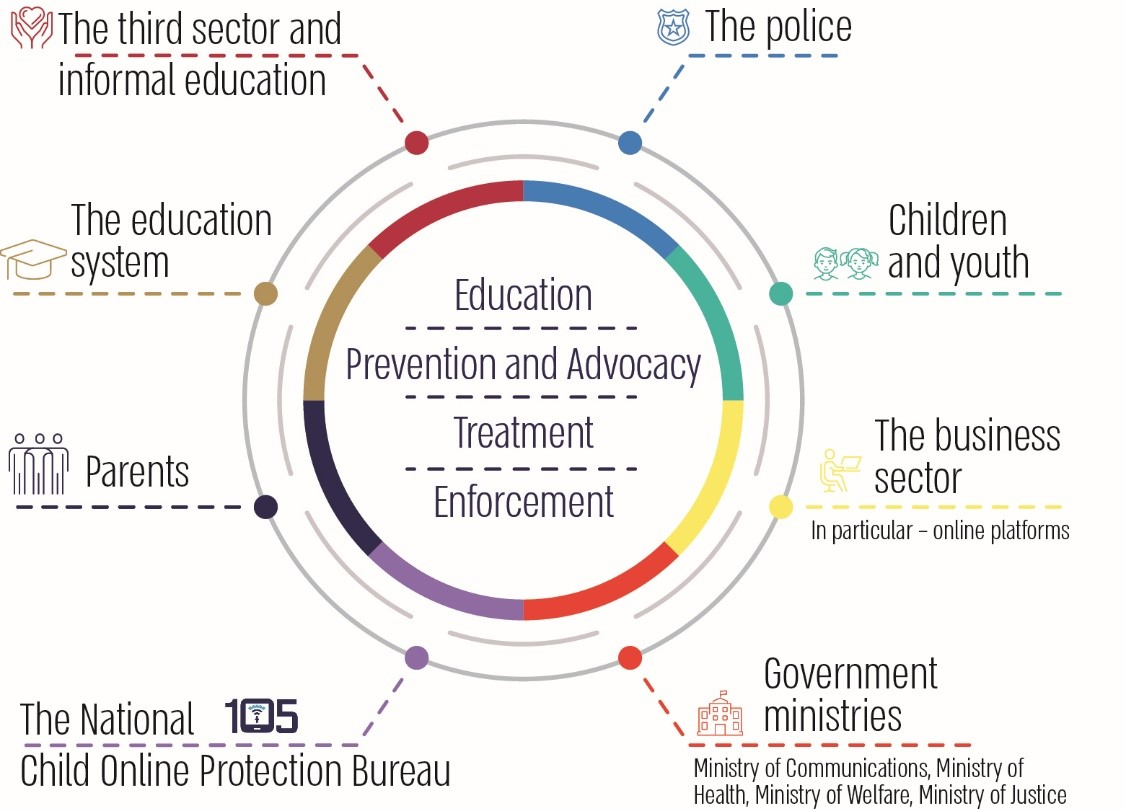 The third sector and
informal education
The police
The education
system
Children
and youth
Education
Prevention and Advocacy
Treatment
Enforcement
Parents
The business
sector
In particular – online platforms
The National 105
Child Online Protection Bureau
Government
ministries
Ministry of Communications, Ministry of
Health, Ministry of Welfare, Ministry of Justice